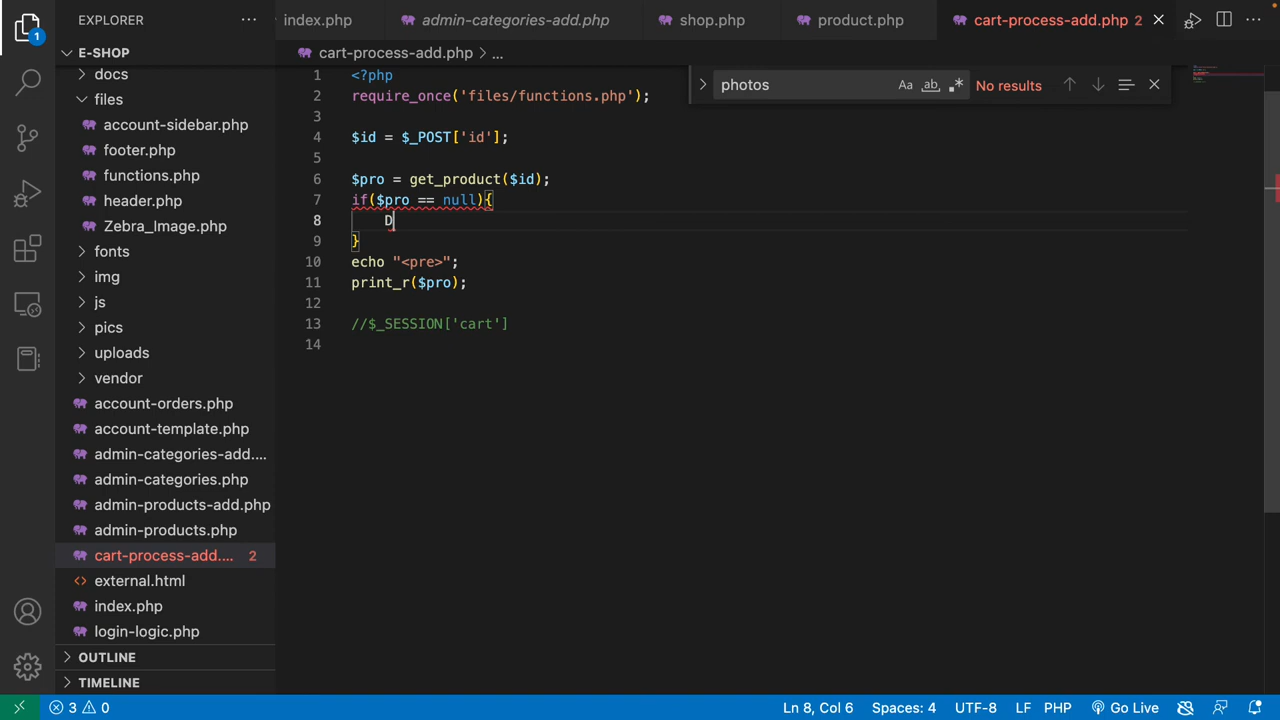 EXPLORER
index.php
admin-categories-add.php
shop.php
product.php
cart-process-add.php 2
E-SHOP
cart-process-add.php > ...
photos
Aa
ab
No results
docs
files
account-sidebar.php
footer.php
functions.php
header.php
Zebra_Image.php
fonts
img
js
pics
uploads
vendor
account-orders.php
account-template.php
admin-categories-add....
admin-categories.php
admin-products-add.php
admin-products.php
cart-process-add.... 2
external.html
index.php
login-logic.php
OUTLINE
TIMELINE
1 <?php
2 require_once('files/functions.php');
3
4 $id = $_POST['id'];
5
6 $pro = get_product($id);
7 if($pro == null){
8 D
9 }
10 echo "<pre>";
11 print_r($pro);
12
13 //$_SESSION['cart']
14
1
3 0
Ln 8, Col 6
Spaces: 4
UTF-8
LF
PHP
Go Live